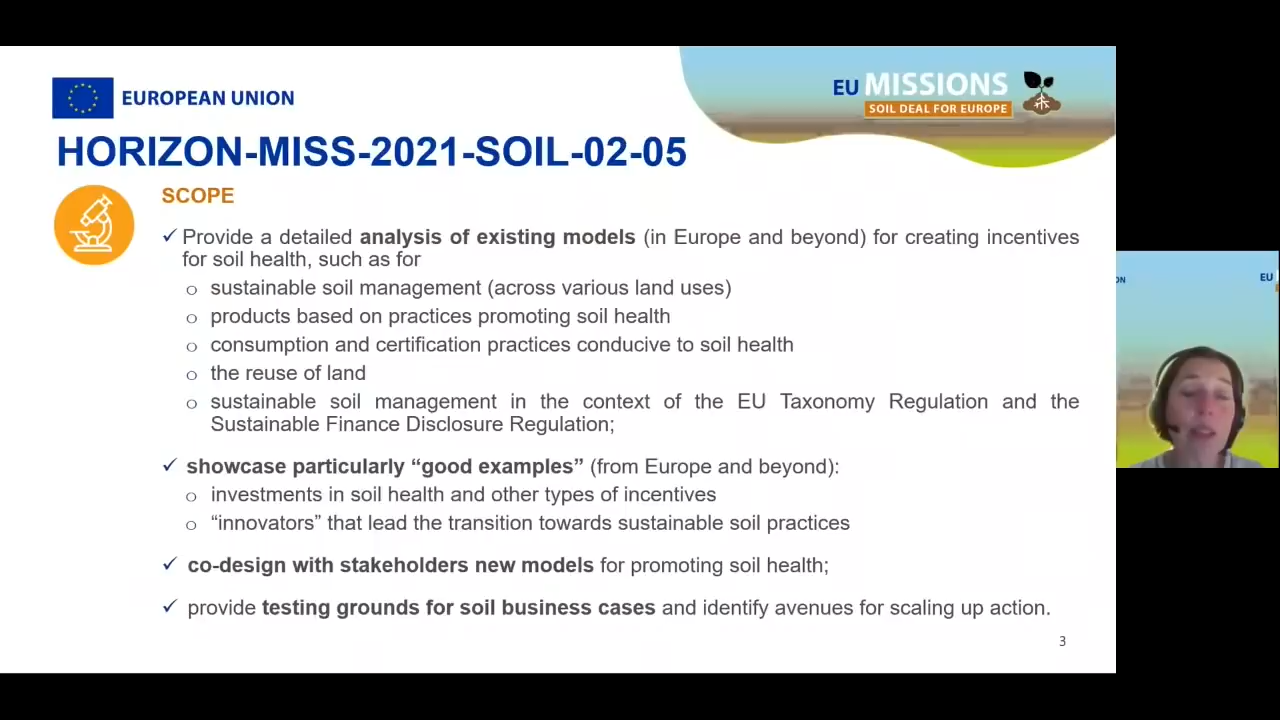 EUROPEAN UNION
EU MISSIONS
SOIL DEAL FOR EUROPE
HORIZON-MISS-2021-SOIL-02-05
SCOPE
✓ Provide a detailed analysis of existing models (in Europe and beyond) for creating incentives
for soil health, such as for
o sustainable soil management (across various land uses)
o products based on practices promoting soil health
o consumption and certification practices conducive to soil health
o the reuse of land
o sustainable soil management in the context of the EU Taxonomy Regulation and the
Sustainable Finance Disclosure Regulation;
✓ showcase particularly “good examples” (from Europe and beyond):
o investments in soil health and other types of incentives
o “innovators” that lead the transition towards sustainable soil practices
✓ co-design with stakeholders new models for promoting soil health;
✓ provide testing grounds for soil business cases and identify avenues for scaling up action.
3
ON
EU